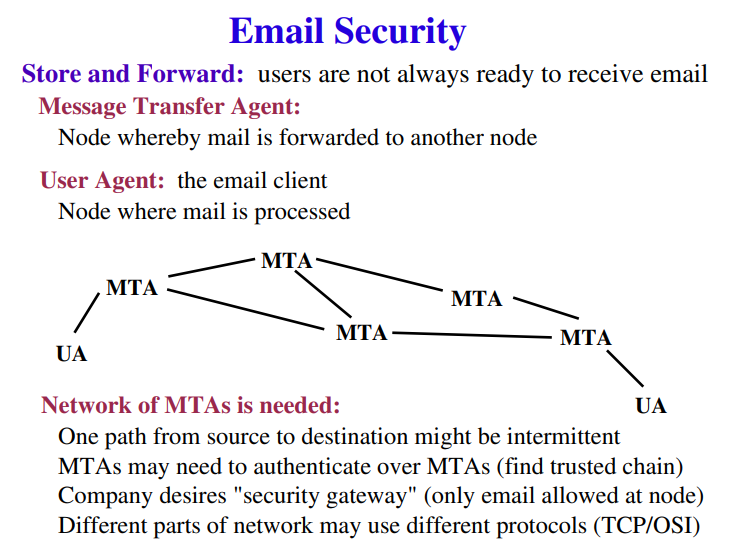 Email Security
Store and Forward: users are not always ready to receive email
Message Transfer Agent:
Node whereby mail is forwarded to another node
User Agent: the email client
Node where mail is processed
MTA
MTA
MTA
MTA
MTA
UA
UA
Network of MTAs is needed:
One path from source to destination might be intermittent
MTAs may need to authenticate over MTAs (find trusted chain)
Company desires "security gateway" (only email allowed at node)
Different parts of network may use different protocols (TCP/OSI)